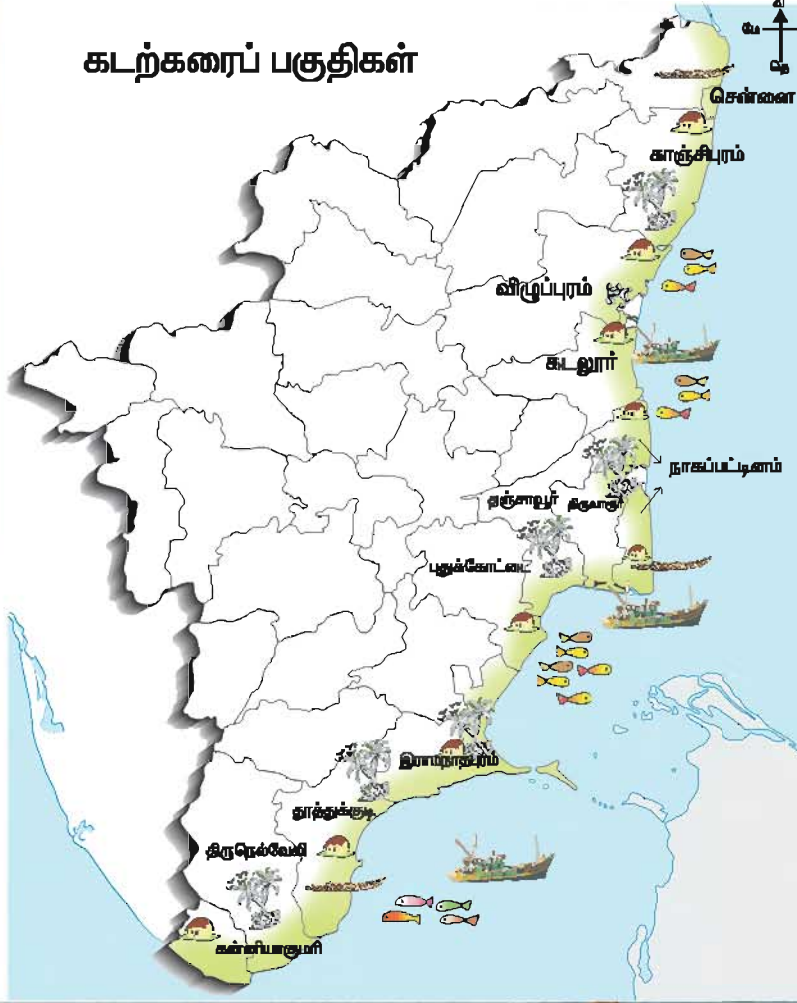 வ
கடற்கரைப் பகுதிகள்
மே
தெ
சென்னை
காஞ்சிபுரம்
விழுப்புரம்
கடலூர்
நாகப்பட்டினம்
தஞ்சாவூர்
திருவாரூர்
புதுக்கோட்டை
இராமநாதபுரம்
தூத்துக்குடி
திருநெல்வேலி
கன்னியாகுமரி